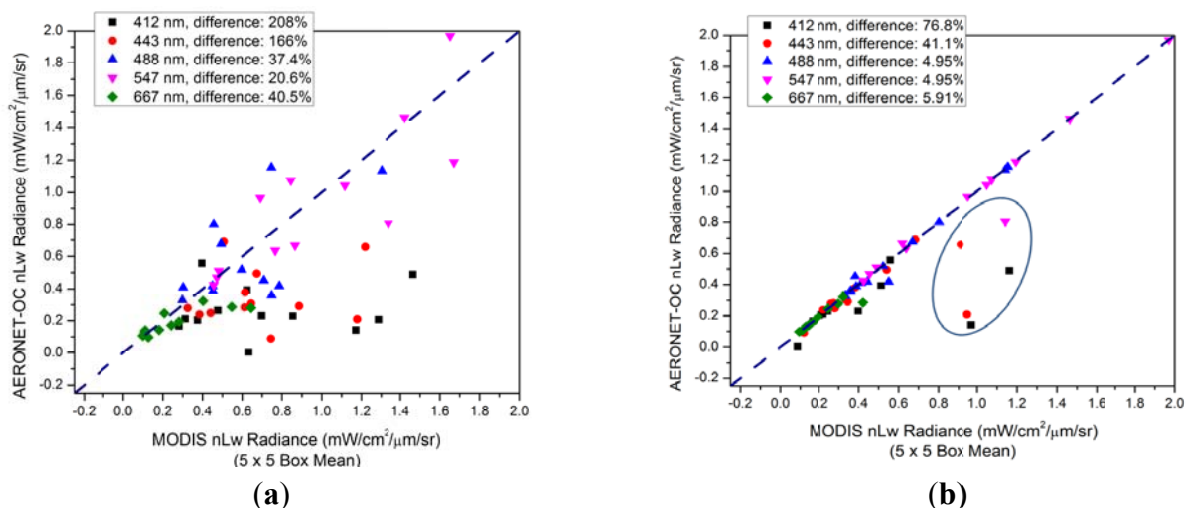 412 nm, difference: 208%
443 nm, difference: 166%
488 nm, difference: 37.4%
547 nm, difference: 20.6%
667 nm, difference: 40.5%
AERONET-OC nLw Radiance (mW/cm²/μm/sr)
2.0
1.8
1.6
1.4
1.2
1.0
0.8
0.6
0.4
0.2
0.0
-0.2
-0.2 0.0 0.2 0.4 0.6 0.8 1.0 1.2 1.4 1.6 1.8 2.0
MODIS nLw Radiance (mW/cm²/μm/sr)
(5 x 5 Box Mean)
(a)
412 nm, difference: 76.8%
443 nm, difference: 41.1%
488 nm, difference: 4.95%
547 nm, difference: 4.95%
667 nm, difference: 5.91%
AERONET-OC nLw Radiance (mW/cm²/μm/sr)
2.0
1.8
1.6
1.4
1.2
1.0
0.8
0.6
0.4
0.2
0.0
-0.2
-0.2 0.0 0.2 0.4 0.6 0.8 1.0 1.2 1.4 1.6 1.8 2.0
NODIS nLw Radiance (mW/cm²/μm/sr)
(5 x 5 Box Mean)
(b)